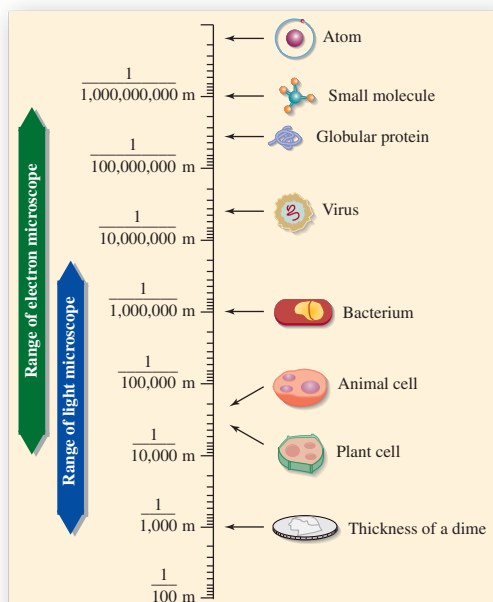 Atom
1
1,000,000,000 m
Small molecule
Globular protein
1
100,000,000 m
Virus
1
10,000,000 m
1
1,000,000 m
Bacterium
1
100,000 m
Animal cell
1
10,000 m
Plant cell
1
1,000 m
Thickness of a dime
1
100 m
Range of electron microscope
Range of light microscope